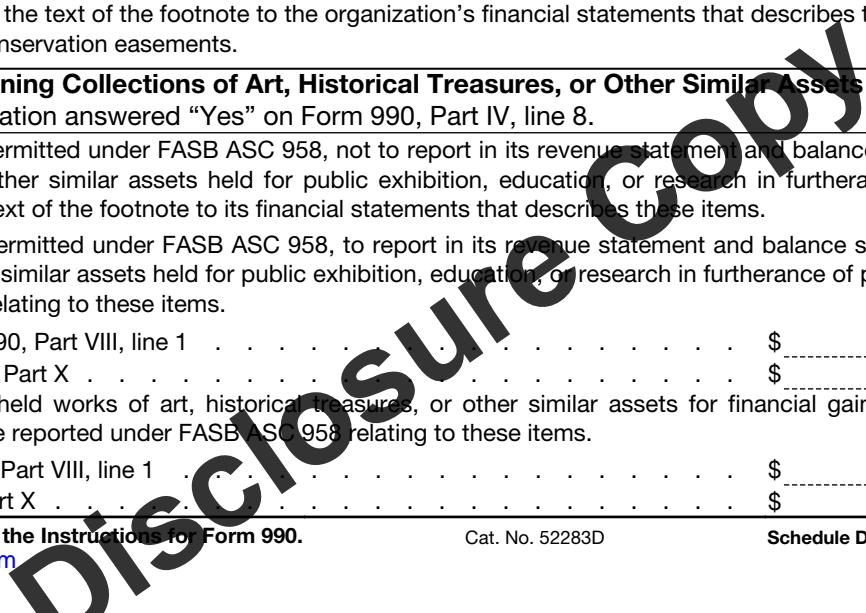 the text of the footnote to the organization’s financial statements that describes t
nservation easements.
ning Collections of Art, Historical Treasures, or Other Similar Assets
ation answered “Yes” on Form 990, Part IV, line 8.
ermitted under FASB ASC 958, not to report in its revenue statement and balance
ther similar assets held for public exhibition, education, or research in furthera
ext of the footnote to its financial statements that describes these items.
ermitted under FASB ASC 958, to report in its revenue statement and balance s
similar assets held for public exhibition, education, or research in furtherance of p
elating to these items.
90, Part VIII, line 1 . . . . . . . . . . . . . . . . . $
Part X . . . . . . . . . . . . . . . . . . . . . $
held works of art, historical treasures, or other similar assets for financial gain
e reported under FASB ASC 958 relating to these items.
Part VIII, line 1 . . . . . . . . . . . . . . . . . . $
rt X . . . . . . . . . . . . . . . . . . . . . . $
the Instructions for Form 990. Cat. No. 52283D Schedule D
m
Disclosure Copy